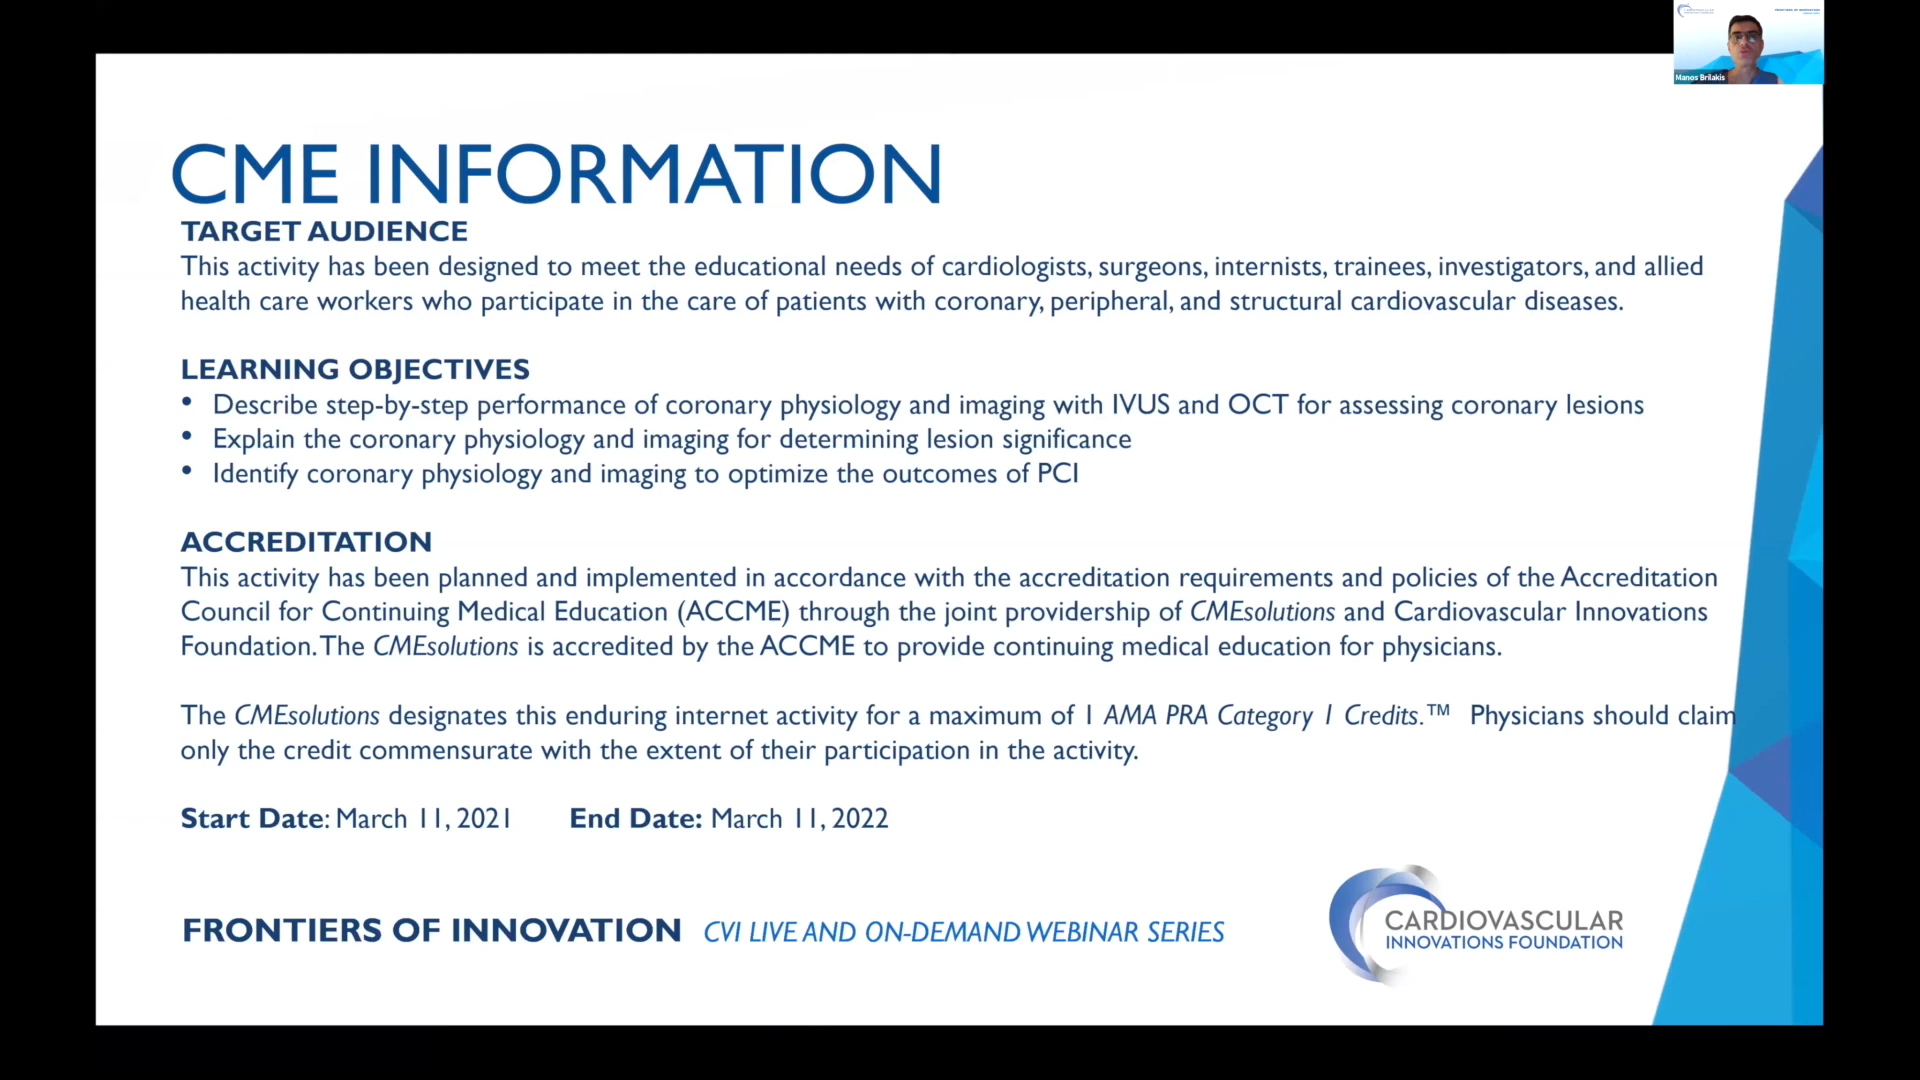 Manos Brilakis
CME INFORMATION
TARGET AUDIENCE
This activity has been designed to meet the educational needs of cardiologists, surgeons, internists, trainees, investigators, and allied
health care workers who participate in the care of patients with coronary, peripheral, and structural cardiovascular diseases.
LEARNING OBJECTIVES
• Describe step-by-step performance of coronary physiology and imaging with IVUS and OCT for assessing coronary lesions
• Explain the coronary physiology and imaging for determining lesion significance
• Identify coronary physiology and imaging to optimize the outcomes of PCI
ACCREDITATION
This activity has been planned and implemented in accordance with the accreditation requirements and policies of the Accreditation
Council for Continuing Medical Education (ACCME) through the joint providership of CMEsolutions and Cardiovascular Innovations
Foundation. The CMEsolutions is accredited by the ACCME to provide continuing medical education for physicians.
The CMEsolutions designates this enduring internet activity for a maximum of 1 AMA PRA Category 1 Credits.™ Physicians should claim
only the credit commensurate with the extent of their participation in the activity.
Start Date: March 11, 2021 End Date: March 11, 2022
FRONTIERS OF INNOVATION CVI LIVE AND ON-DEMAND WEBINAR SERIES
CARDIOVASCULAR
INNOVATIONS FOUNDATION